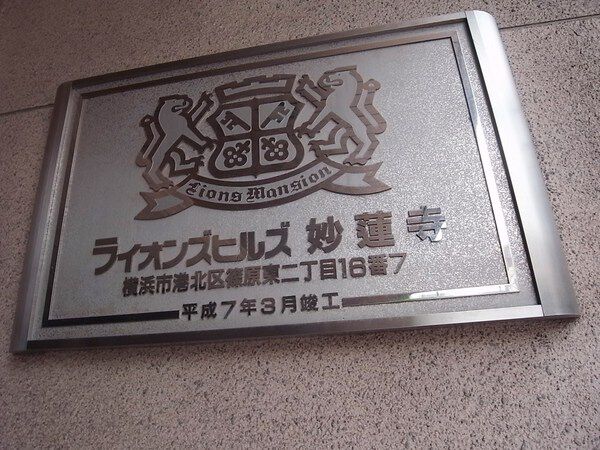 Lions Mansion
ライオンズヒルズ 妙蓮寺
横浜市港北区篠原東二丁目16番7
平成7年3月竣工